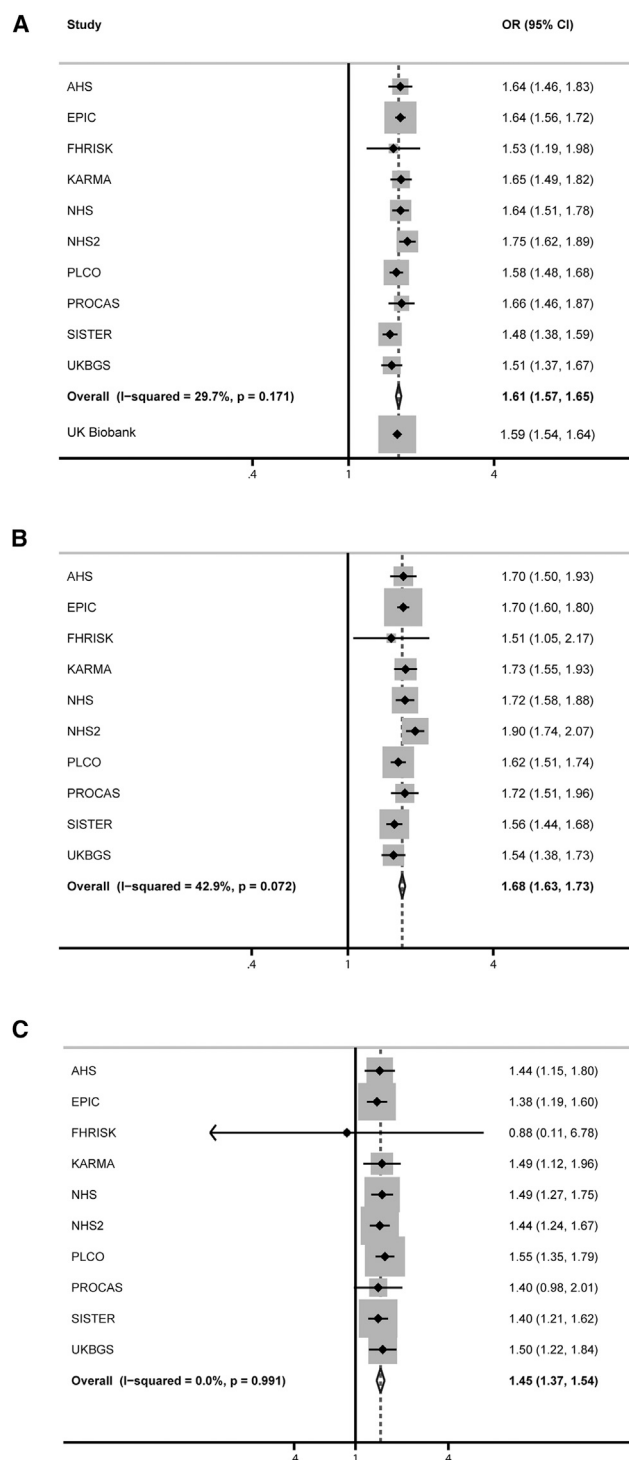 A
Study OR (95% CI)
AHS 1.64 (1.46, 1.83)
EPIC 1.64 (1.56, 1.72)
FHRISK 1.53 (1.19, 1.98)
KARMA 1.65 (1.49, 1.82)
NHS 1.64 (1.51, 1.78)
NHS2 1.75 (1.62, 1.89)
PLCO 1.58 (1.48, 1.68)
PROCAS 1.66 (1.46, 1.87)
SISTER 1.48 (1.38, 1.59)
UKBGS 1.51 (1.37, 1.67)
Overall (I−squared = 29.7%, p = 0.171) 1.61 (1.57, 1.65)
UK Biobank 1.59 (1.54, 1.64)
.4 1 4
B
AHS 1.70 (1.50, 1.93)
EPIC 1.70 (1.60, 1.80)
FHRISK 1.51 (1.05, 2.17)
KARMA 1.73 (1.55, 1.93)
NHS 1.72 (1.58, 1.88)
NHS2 1.90 (1.74, 2.07)
PLCO 1.62 (1.51, 1.74)
PROCAS 1.72 (1.51, 1.96)
SISTER 1.56 (1.44, 1.68)
UKBGS 1.54 (1.38, 1.73)
Overall (I−squared = 42.9%, p = 0.072) 1.68 (1.63, 1.73)
.4 1 4
C
AHS 1.44 (1.15, 1.80)
EPIC 1.38 (1.19, 1.60)
FHRISK 0.88 (0.11, 6.78)
KARMA 1.49 (1.12, 1.96)
NHS 1.49 (1.27, 1.75)
NHS2 1.44 (1.24, 1.67)
PLCO 1.55 (1.35, 1.79)
PROCAS 1.40 (0.98, 2.01)
SISTER 1.40 (1.21, 1.62)
UKBGS 1.50 (1.22, 1.84)
Overall (I−squared = 0.0%, p = 0.991) 1.45 (1.37, 1.54)
.4 1 4